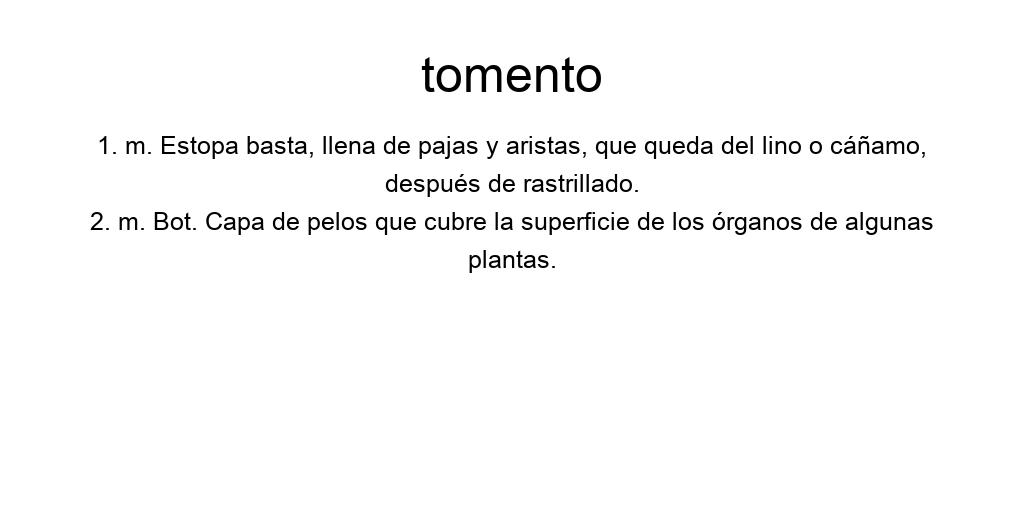 tomento
1. m. Estopa basta, llena de pajas y aristas, que queda del lino o cáñamo,
después de rastrillado.
2. m. Bot. Capa de pelos que cubre la superficie de los órganos de algunas
plantas.